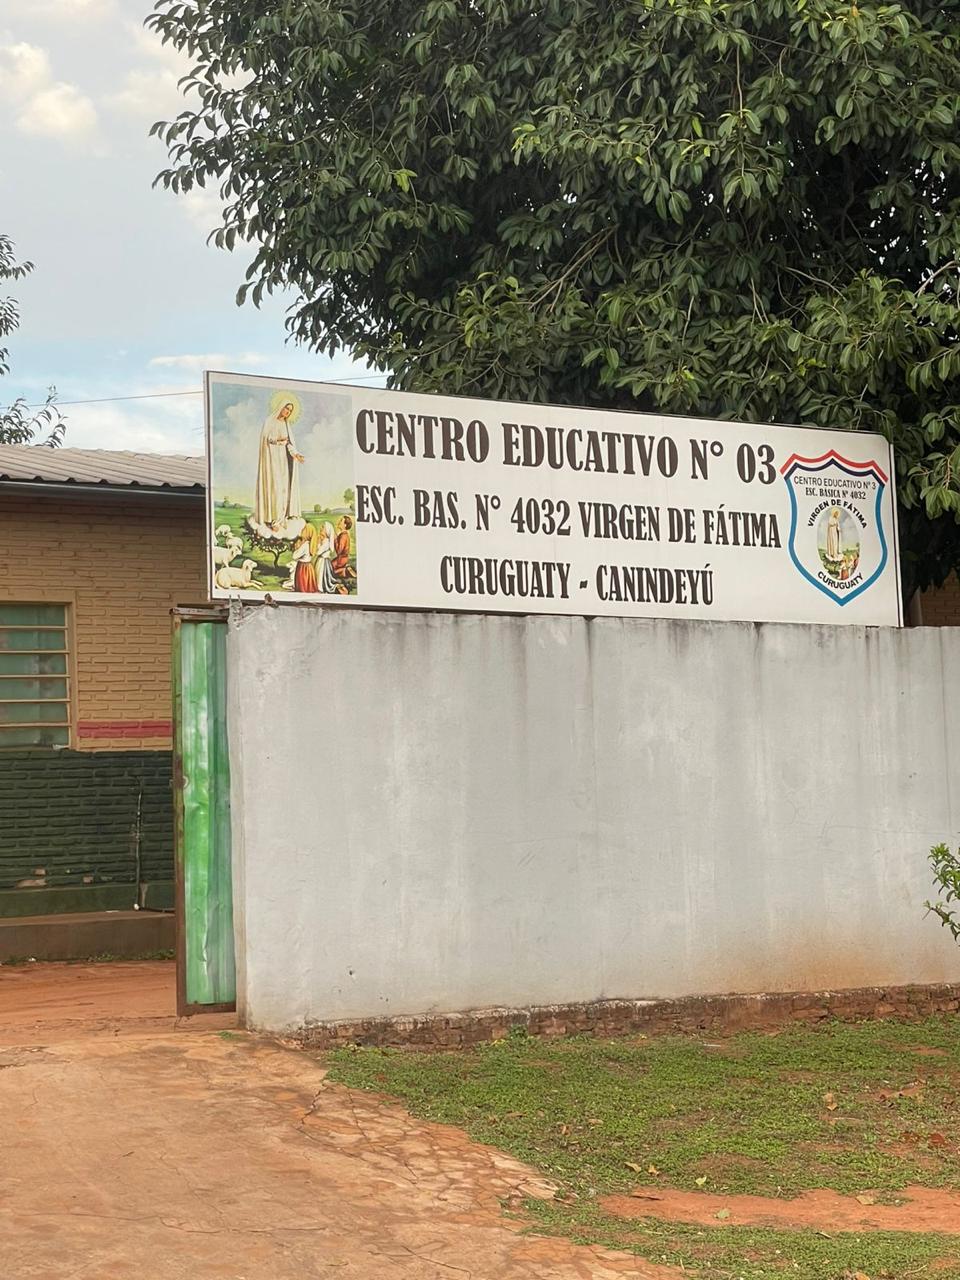 CENTRO EDUCATIVO N° 03
ESC. BAS. N° 4032 VIRGEN DE FÁTIMA
CURUGUATY - CANINDEYÚ
CENTRO EDUCATIVO N° 3
ESC. BÁSICA N° 4032
VIRGEN DE FÁTIMA
CURUGUATY